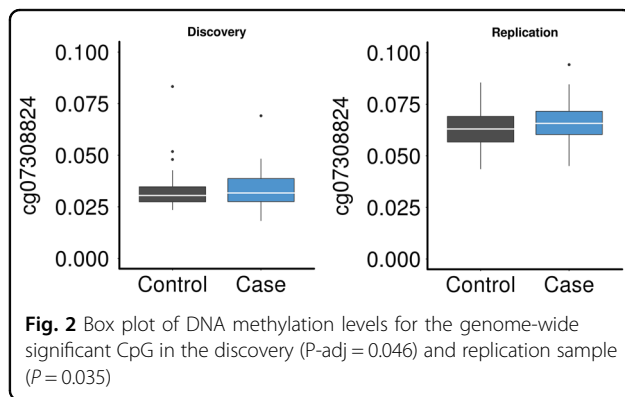 Discovery
Replication
0.100
0.075
0.050
0.025
0.000
cg07308824
Control Case
0.100
0.075
0.050
0.025
0.000
cg07308824
Control Case
Fig. 2 Box plot of DNA methylation levels for the genome-wide
significant CpG in the discovery (P-adj = 0.046) and replication sample
(P = 0.035)